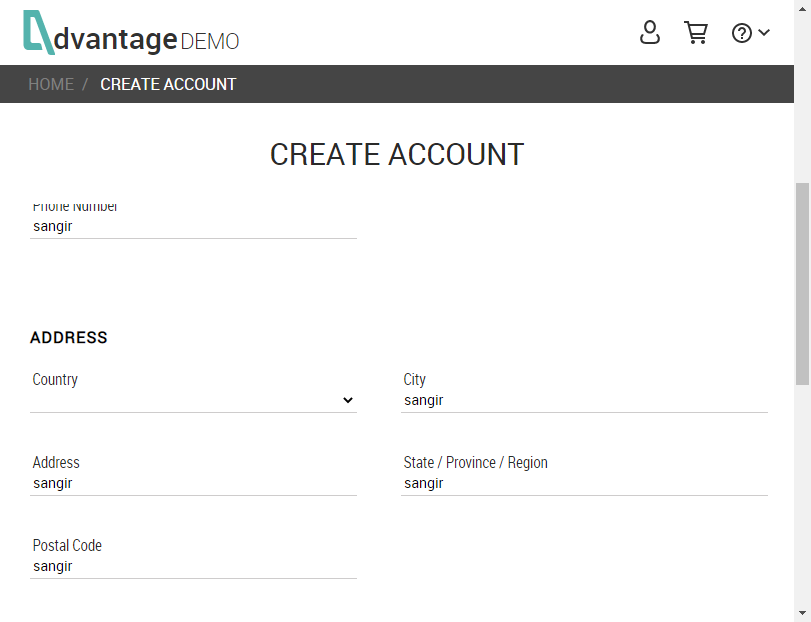 dvantage DEMO
HOME / CREATE ACCOUNT
CREATE ACCOUNT
Phone Number
sangir
ADDRESS
Country
City
sangir
Address
sangir
State / Province / Region
sangir
Postal Code
sangir